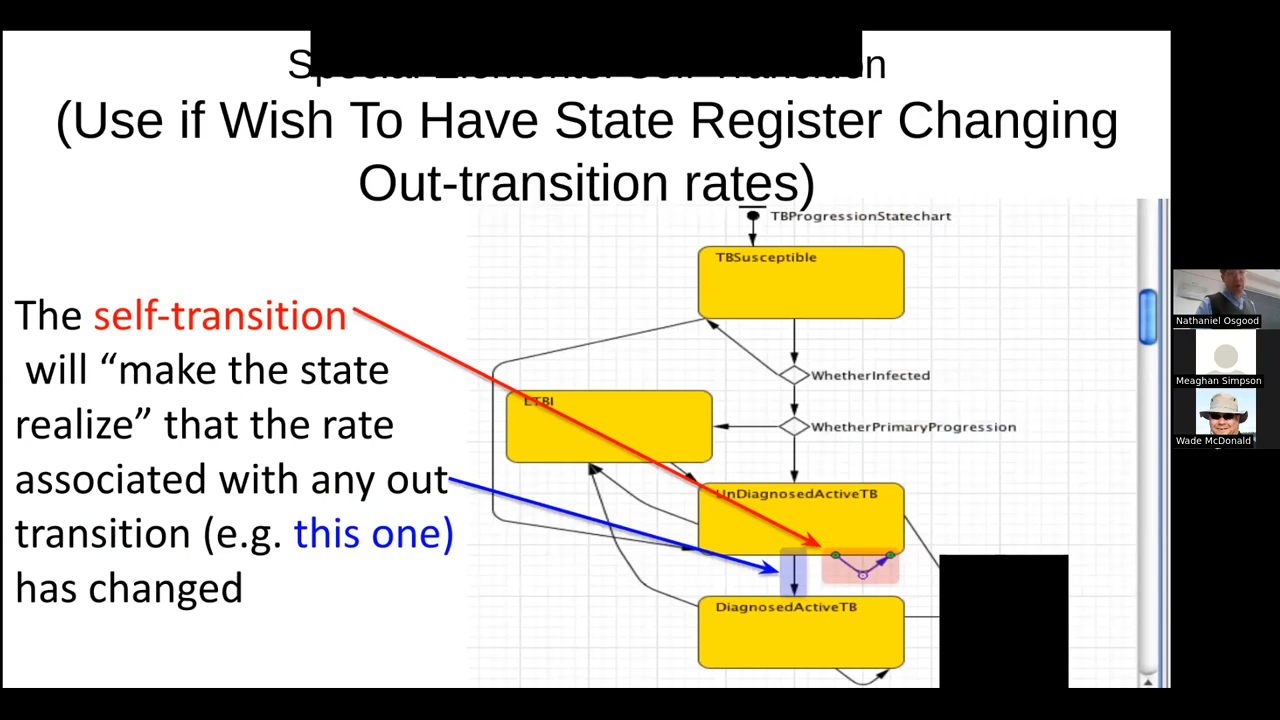 (Use if Wish To Have State Register Changing
Out-transition rates)
The self-transition
will “make the state
realize” that the rate
associated with any out
transition (e.g. this one)
has changed
TBProgressionStatechart
TBSusceptible
WhetherInfected
LTBI
WhetherPrimaryProgression
UnDiagnosedActiveTB
DiagnosedActiveTB
Nathaniel Osgood
Meaghan Simpson
Wade McDonald